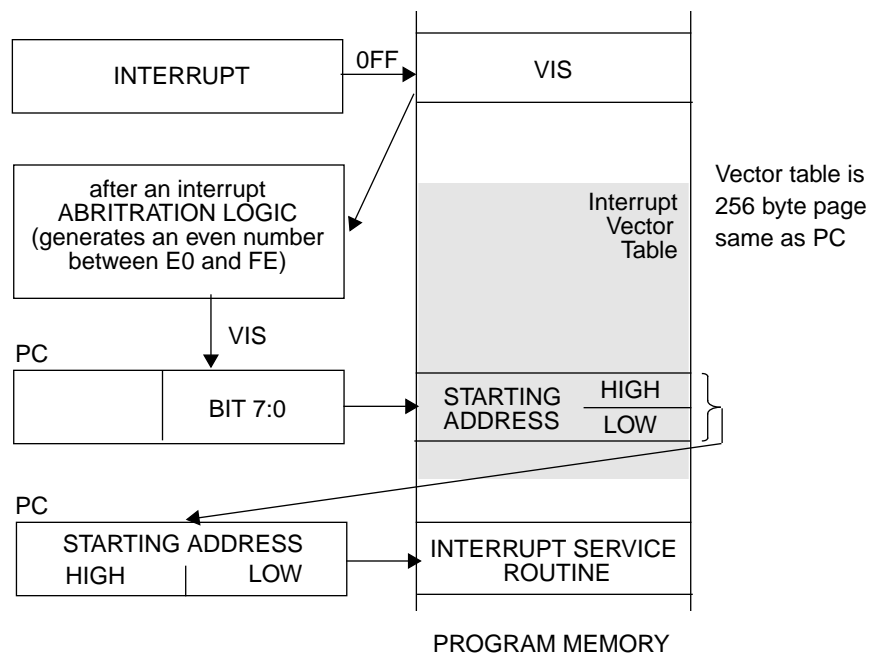 INTERRUPT
0FF
VIS
after an interrupt
ABRITRATION LOGIC
(generates an even number
between E0 and FE)
Interrupt
Vector
Table
Vector table is
256 byte page
same as PC
VIS
PC
BIT 7:0
STARTING
ADDRESS
HIGH
LOW
PC
STARTING ADDRESS
HIGH
LOW
INTERRUPT SERVICE
ROUTINE
PROGRAM MEMORY